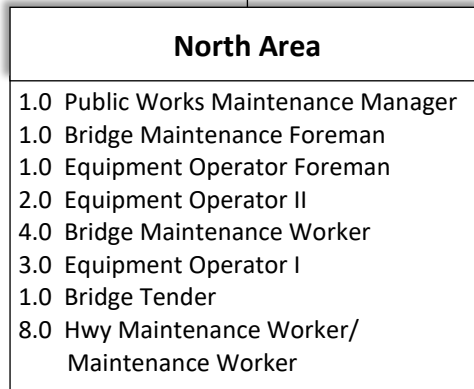 North Area
1.0 Public Works Maintenance Manager
1.0 Bridge Maintenance Foreman
1.0 Equipment Operator Foreman
2.0 Equipment Operator II
4.0 Bridge Maintenance Worker
3.0 Equipment Operator I
1.0 Bridge Tender
8.0 Hwy Maintenance Worker/
Maintenance Worker